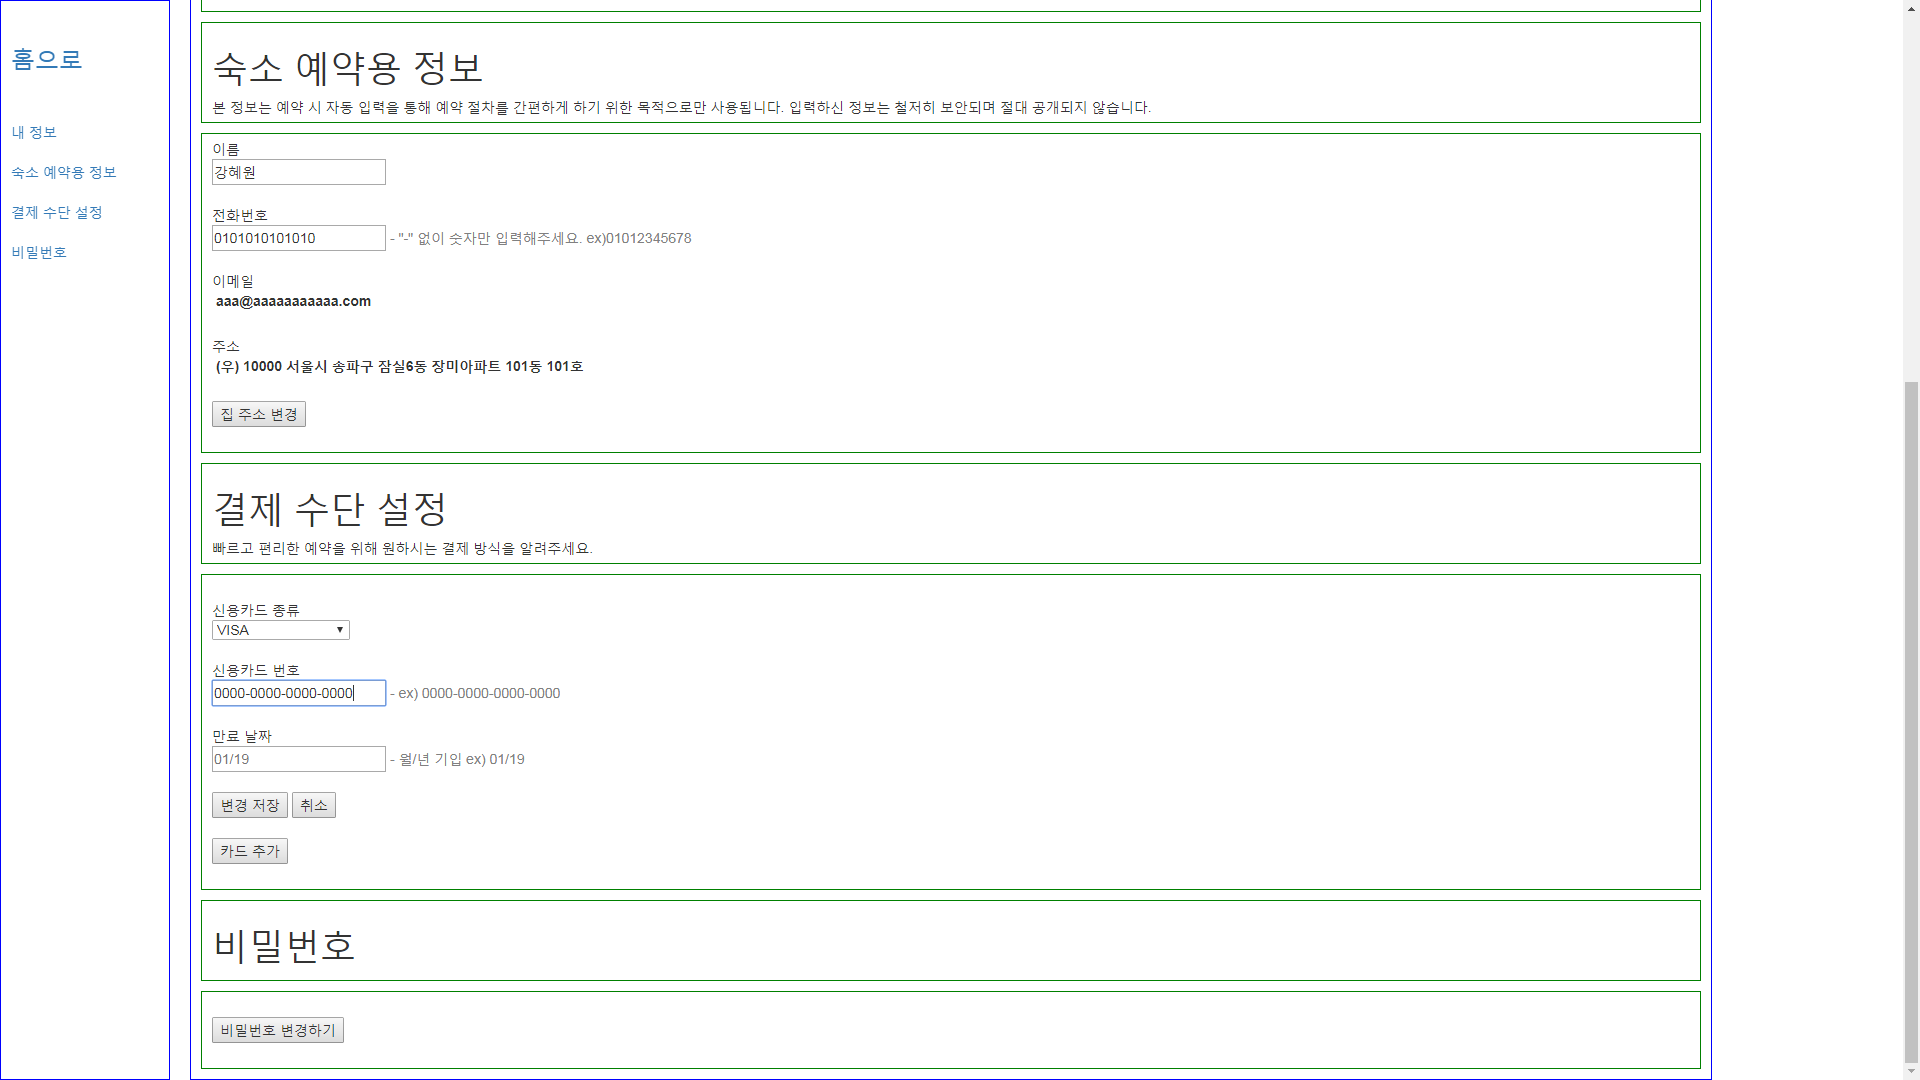 홈으로
내 정보
숙소 예약용 정보
결제 수단 설정
비밀번호
숙소 예약용 정보
본 정보는 예약 시 자동 입력을 통해 예약 절차를 간편하게 하기 위한 목적으로만 사용됩니다. 입력하신 정보는 철저히 보안되며 절대 공개되지 않습니다.
이름
강혜원
전화번호
0101010101010 - "-" 없이 숫자만 입력해주세요. ex)01012345678
이메일
aaa@aaaaaaaaaaa.com
주소
(우) 10000 서울시 송파구 잠실6동 장미아파트 101동 101호
집 주소 변경
결제 수단 설정
빠르고 편리한 예약을 위해 원하시는 결제 방식을 알려주세요.
신용카드 종류
VISA
신용카드 번호
0000-0000-0000-0000 - ex) 0000-0000-0000-0000
만료 날짜
01/19 - 월/년 기입 ex) 01/19
변경 저장 취소
카드 추가
비밀번호
비밀번호 변경하기